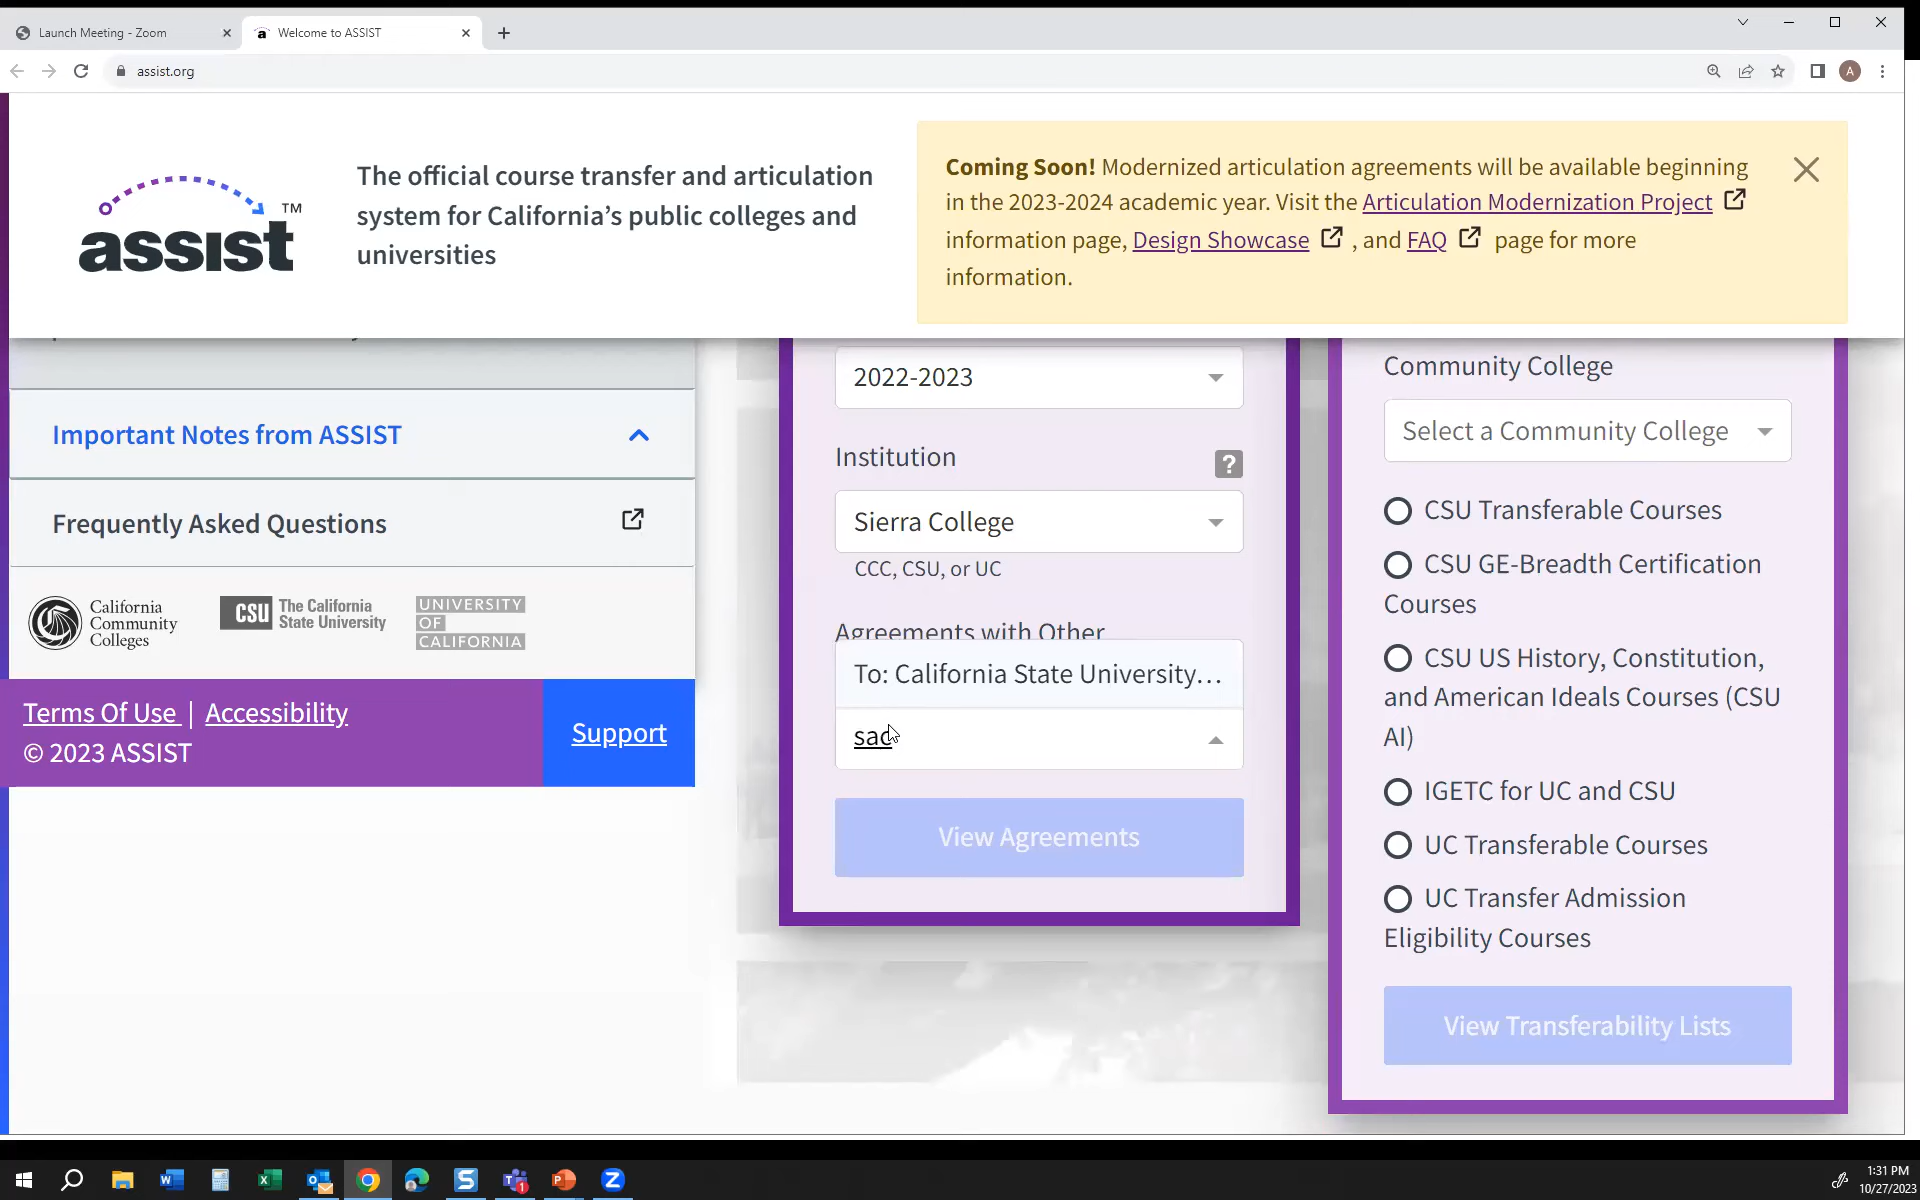 Launch Meeting - Zoom
Welcome to ASSIST
assist.org
A
assist™
The official course transfer and articulation
system for California's public colleges and
universities
Coming Soon! Modernized articulation agreements will be available beginning
in the 2023-2024 academic year. Visit the Articulation Modernization Project
information page, Design Showcase , and FAQ page for more
information.
Important Notes from ASSIST
Frequently Asked Questions
California
Community
Colleges
CSU The California
State University
UNIVERSITY
OF
CALIFORNIA
Terms Of Use | Accessibility
© 2023 ASSIST
Support
2022-2023
Institution
?
Sierra College
CCC, CSU, or UC
Agreements with Other
To: California State University...
sac
View Agreements
Community College
Select a Community College
CSU Transferable Courses
CSU GE-Breadth Certification
Courses
CSU US History, Constitution,
and American Ideals Courses (CSU
AI)
IGETC for UC and CSU
UC Transferable Courses
UC Transfer Admission
Eligibility Courses
View Transferability Lists
1:31 PM
10/27/2023